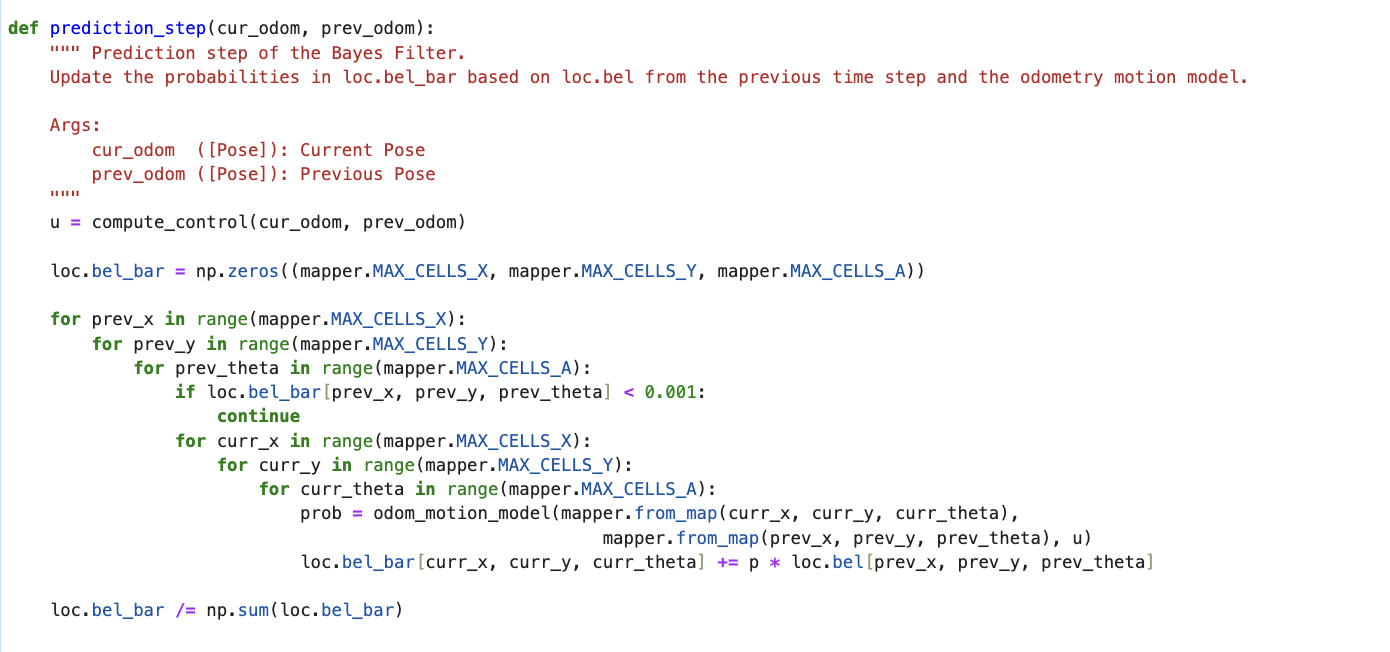 def prediction_step(cur_odom, prev_odom):
    """ Prediction step of the Bayes Filter.
    Update the probabilities in loc.bel_bar based on loc.bel from the previous time step and the odometry motion model.

    Args:
        cur_odom  ([Pose]): Current Pose
        prev_odom ([Pose]): Previous Pose
    """
    u = compute_control(cur_odom, prev_odom)

    loc.bel_bar = np.zeros((mapper.MAX_CELLS_X, mapper.MAX_CELLS_Y, mapper.MAX_CELLS_A))

    for prev_x in range(mapper.MAX_CELLS_X):
        for prev_y in range(mapper.MAX_CELLS_Y):
            for prev_theta in range(mapper.MAX_CELLS_A):
                if loc.bel_bar[prev_x, prev_y, prev_theta] < 0.001:
                    continue
                for curr_x in range(mapper.MAX_CELLS_X):
                    for curr_y in range(mapper.MAX_CELLS_Y):
                        for curr_theta in range(mapper.MAX_CELLS_A):
                            prob = odom_motion_model(mapper.from_map(curr_x, curr_y, curr_theta),
                                                         mapper.from_map(prev_x, prev_y, prev_theta), u)
                            loc.bel_bar[curr_x, curr_y, curr_theta] += p * loc.bel[prev_x, prev_y, prev_theta]

    loc.bel_bar /= np.sum(loc.bel_bar)